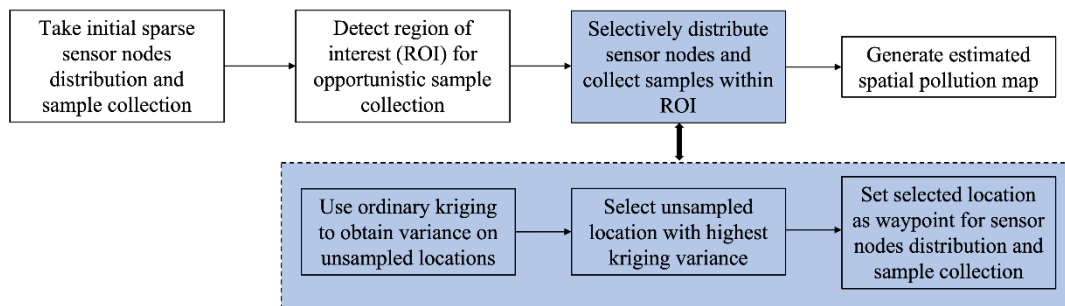 Take initial sparse
sensor nodes
distribution and
sample collection
Detect region of
interest (ROI) for
opportunistic sample
collection
Selectively distribute
sensor nodes and
collect samples within
ROI
Generate estimated
spatial pollution map
Use ordinary kriging
to obtain variance on
unsampled locations
Select unsampled
location with highest
kriging variance
Set selected location
as waypoint for sensor
nodes distribution and
sample collection